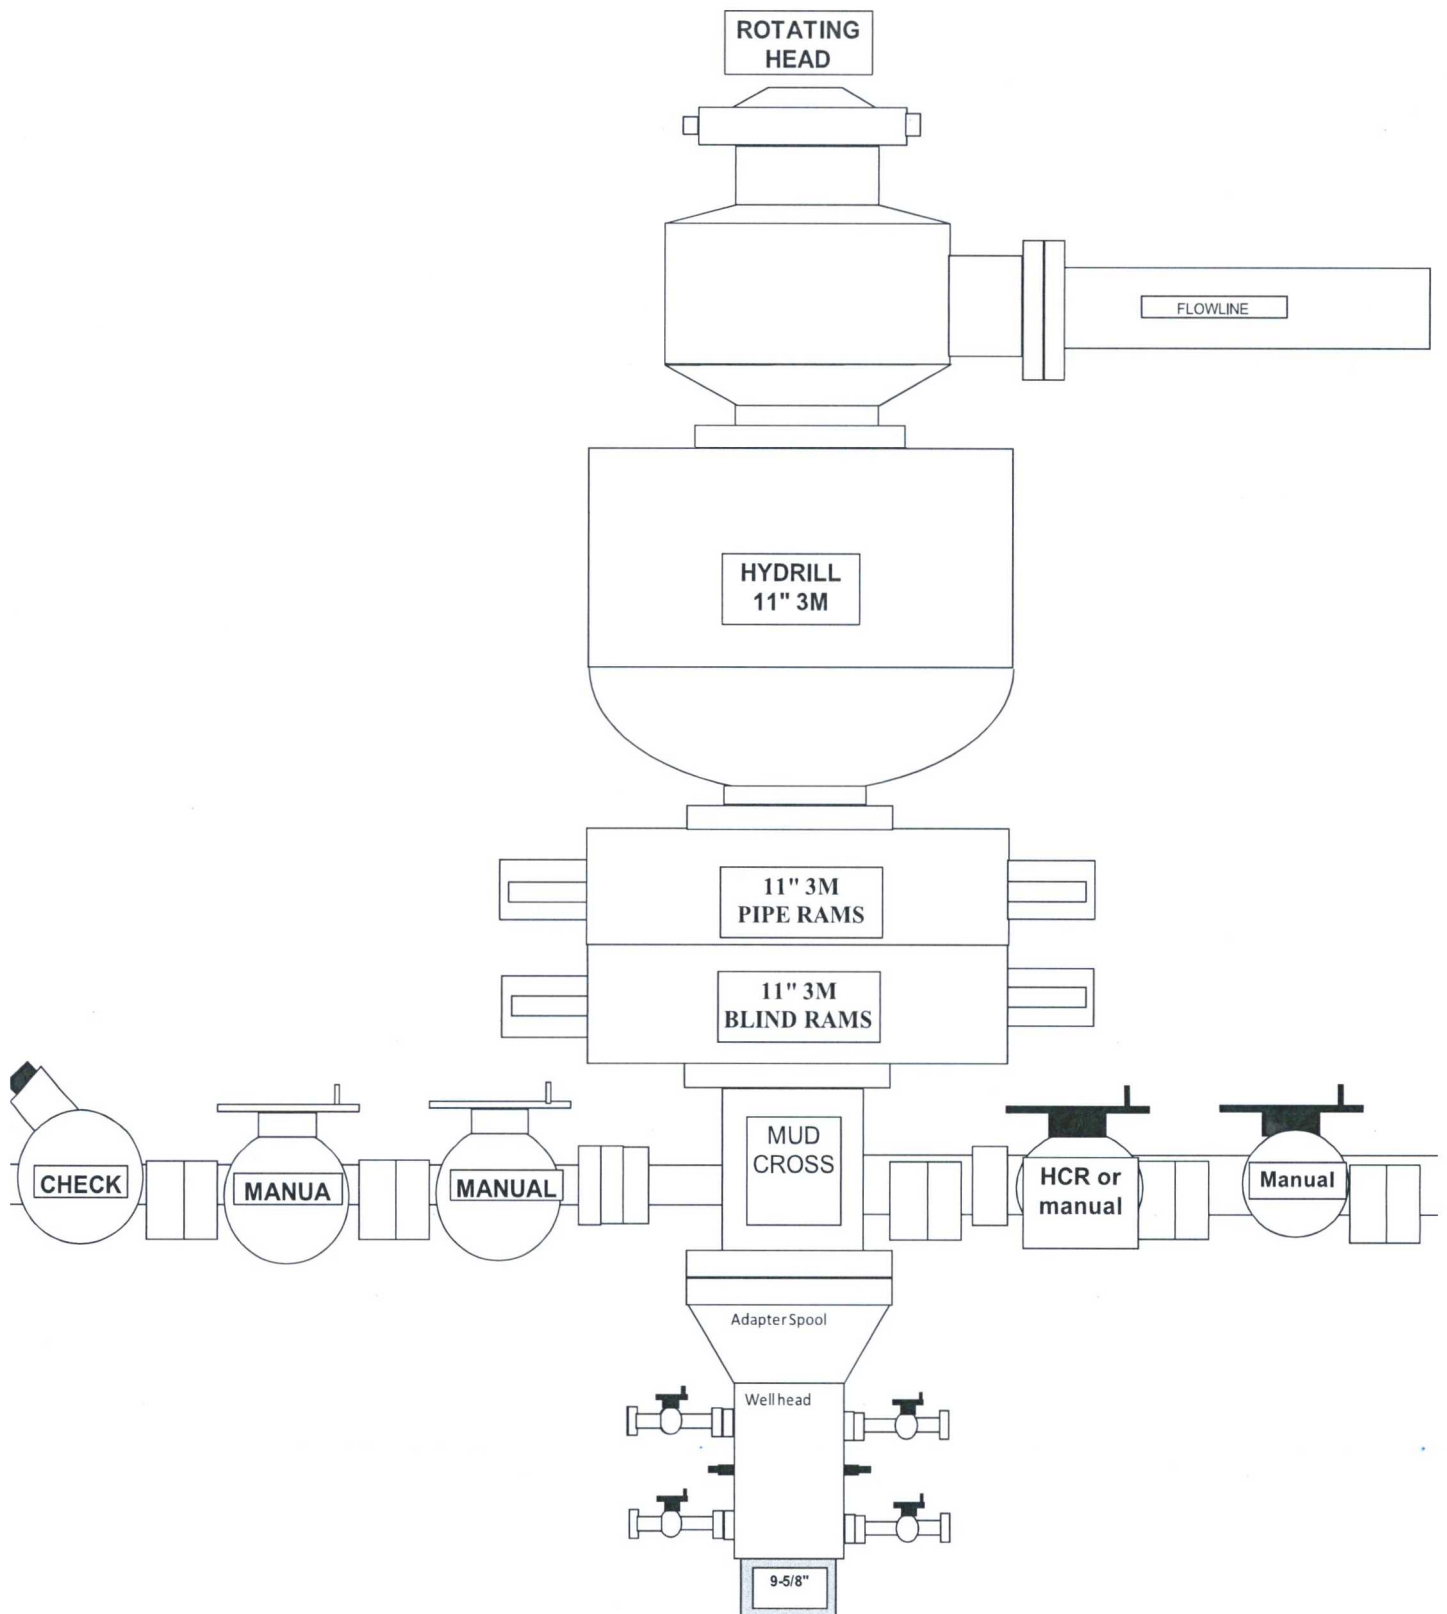 ROTATING
HEAD
FLOWLINE
HYDRILL
11" 3M
11" 3M
PIPE RAMS
11" 3M
BLIND RAMS
CHECK
MANUA
MANUAL
MUD
CROSS
HCR or
manual
Manual
Adapter Spool
Wellhead
9-5/8"